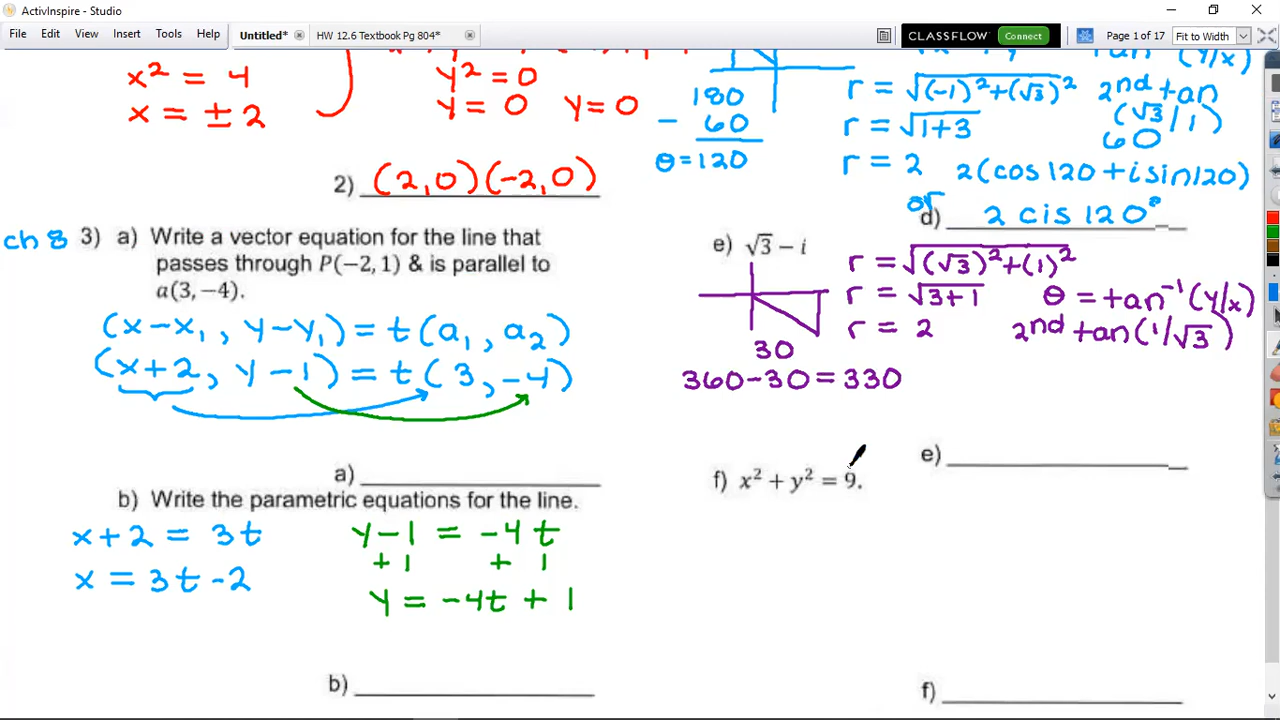 ActivInspire - Studio
File Edit View Insert Tools Help
Untitled* HW 12.6 Textbook Pg 804* CLASSFLOW Connect Page 1 of 17 Fit to Width
x² = 4
x = ±2
y² = 0
y = 0 y = 0
2) (2,0)(-2,0)
ch 8 3) a) Write a vector equation for the line that
passes through P(−2, 1) & is parallel to
a(3, −4).
(x-x₁, y-y₁) = t(a₁, a₂)
(x+2, y-1) = t(3, -4)
a)
b) Write the parametric equations for the line.
x+2 = 3t
x = 3t-2
y-1 = -4t
+1 +1
y = -4t + 1
b)
180
- 60
θ=120
(y/x)
r = √(-1)²+(√3)²
r = √1+3
r = 2
2nd tan
(√3/1)
60
2(cos120+isin120)
or
d) 2 cis 120°
e) √3 − i
r = √(√3)²+(1)²
r = √3+1
r = 2
θ = tan⁻¹(y/x)
2nd tan(1/√3)
30
360-30=330
e)
f) x² + y² = 9.
f)